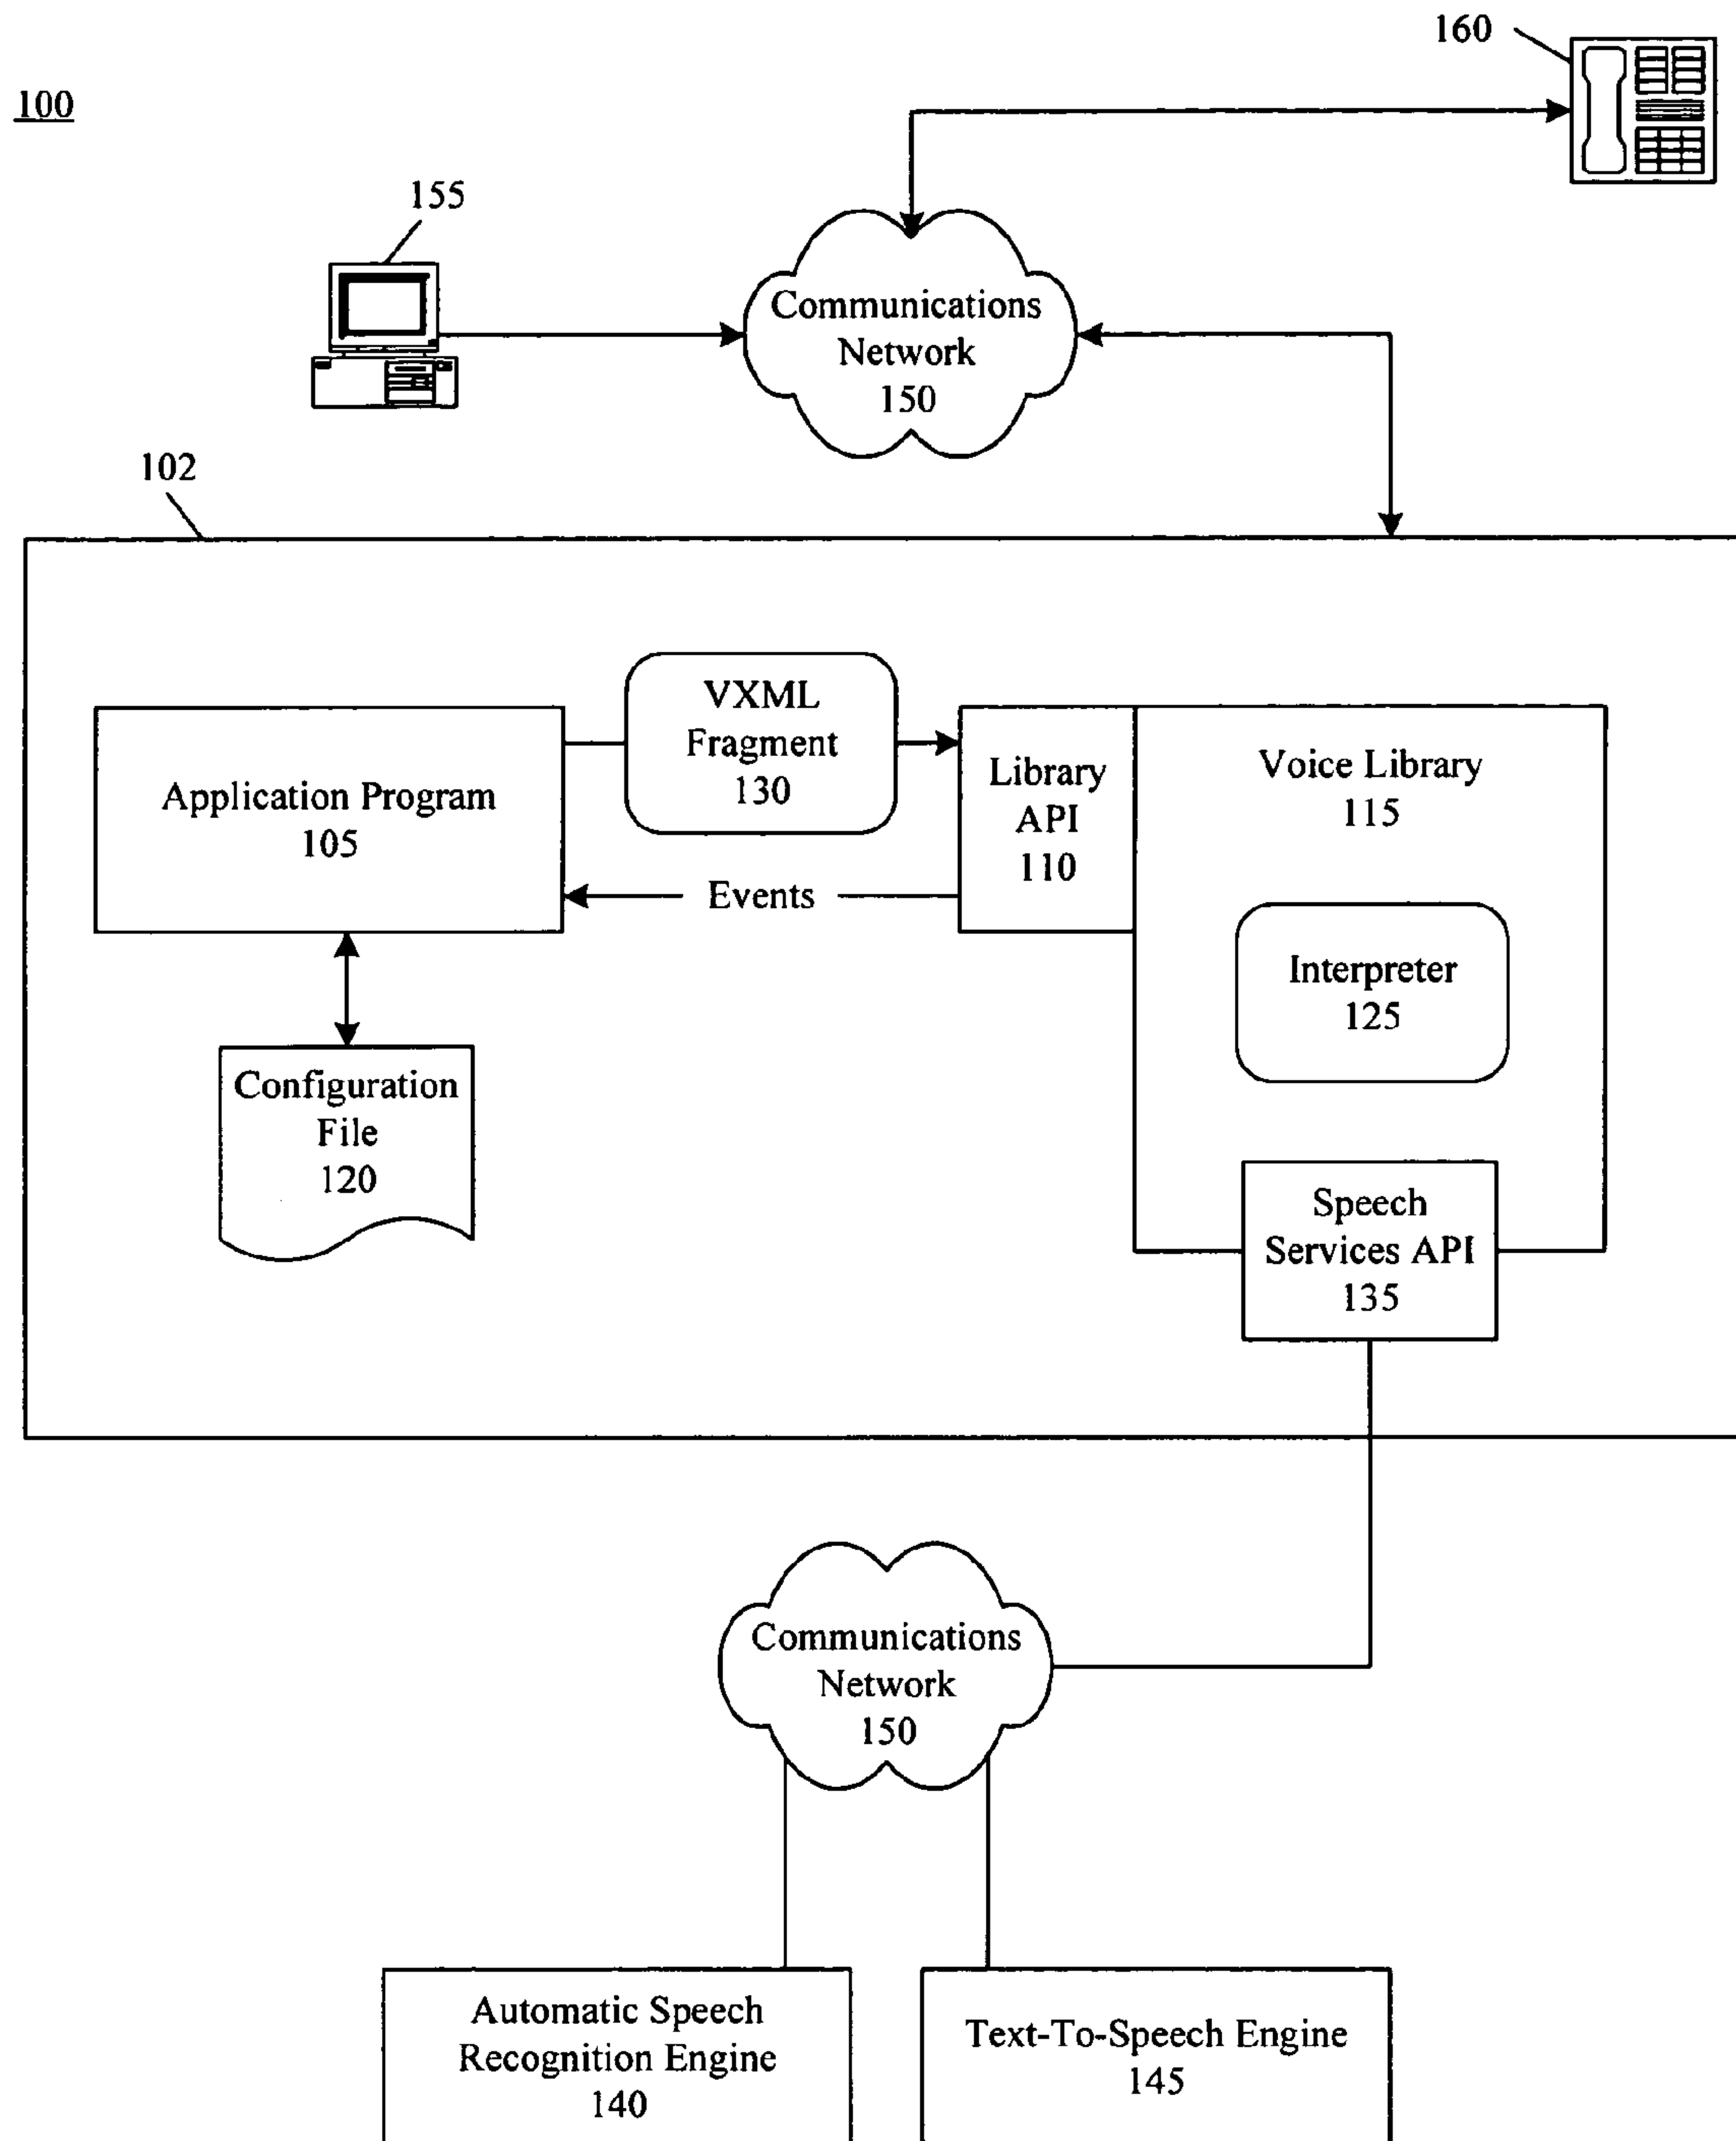 160
100
155
Communications
Network
150
102
VXML
Fragment
130
Application Program
105
Library
API
110
Voice Library
115
Events
Interpreter
125
Configuration
File
120
Speech
Services API
135
Communications
Network
150
Automatic Speech
Recognition Engine
140
Text-To-Speech Engine
145